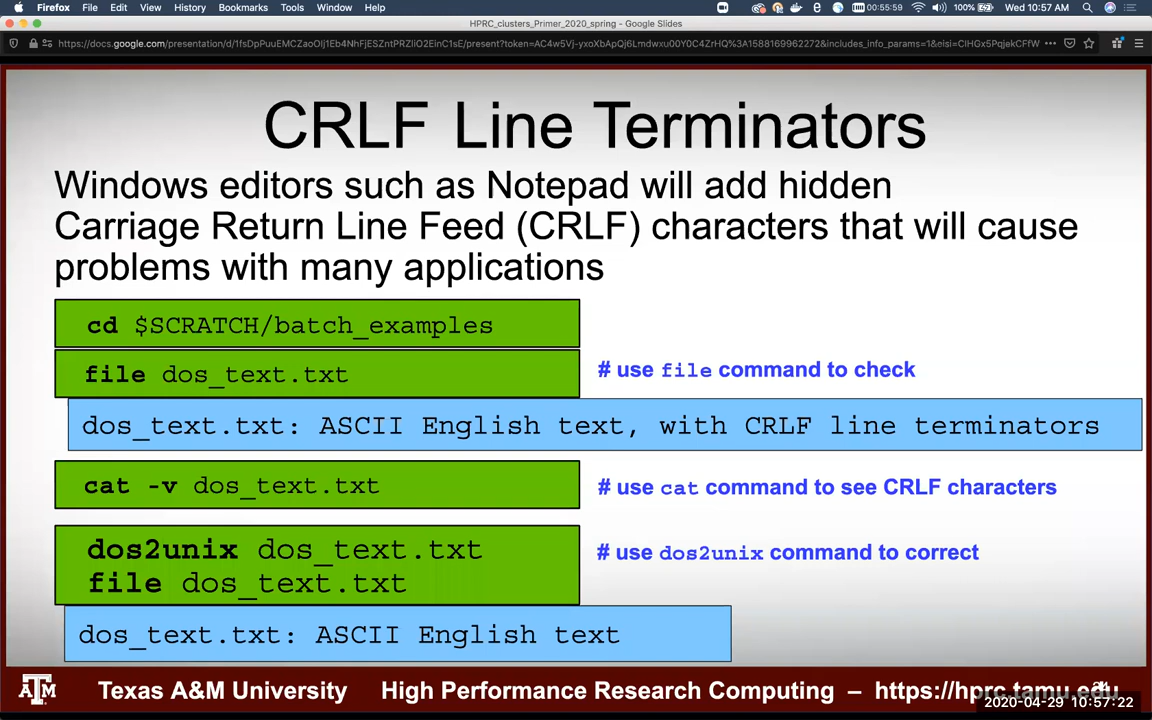 Firefox File Edit View History Bookmarks Tools Window Help 00:55:59 100% Wed 10:57 AM
HPRC_clusters_Primer_2020_spring - Google Slides
CRLF Line Terminators
Windows editors such as Notepad will add hidden
Carriage Return Line Feed (CRLF) characters that will cause
problems with many applications
cd $SCRATCH/batch_examples
file dos_text.txt # use file command to check
dos_text.txt: ASCII English text, with CRLF line terminators
cat -v dos_text.txt # use cat command to see CRLF characters
dos2unix dos_text.txt # use dos2unix command to correct
file dos_text.txt
dos_text.txt: ASCII English text
ATM Texas A&M University High Performance Research Computing – https://hprc.tamu.edu
2020-04-29 10:57:22